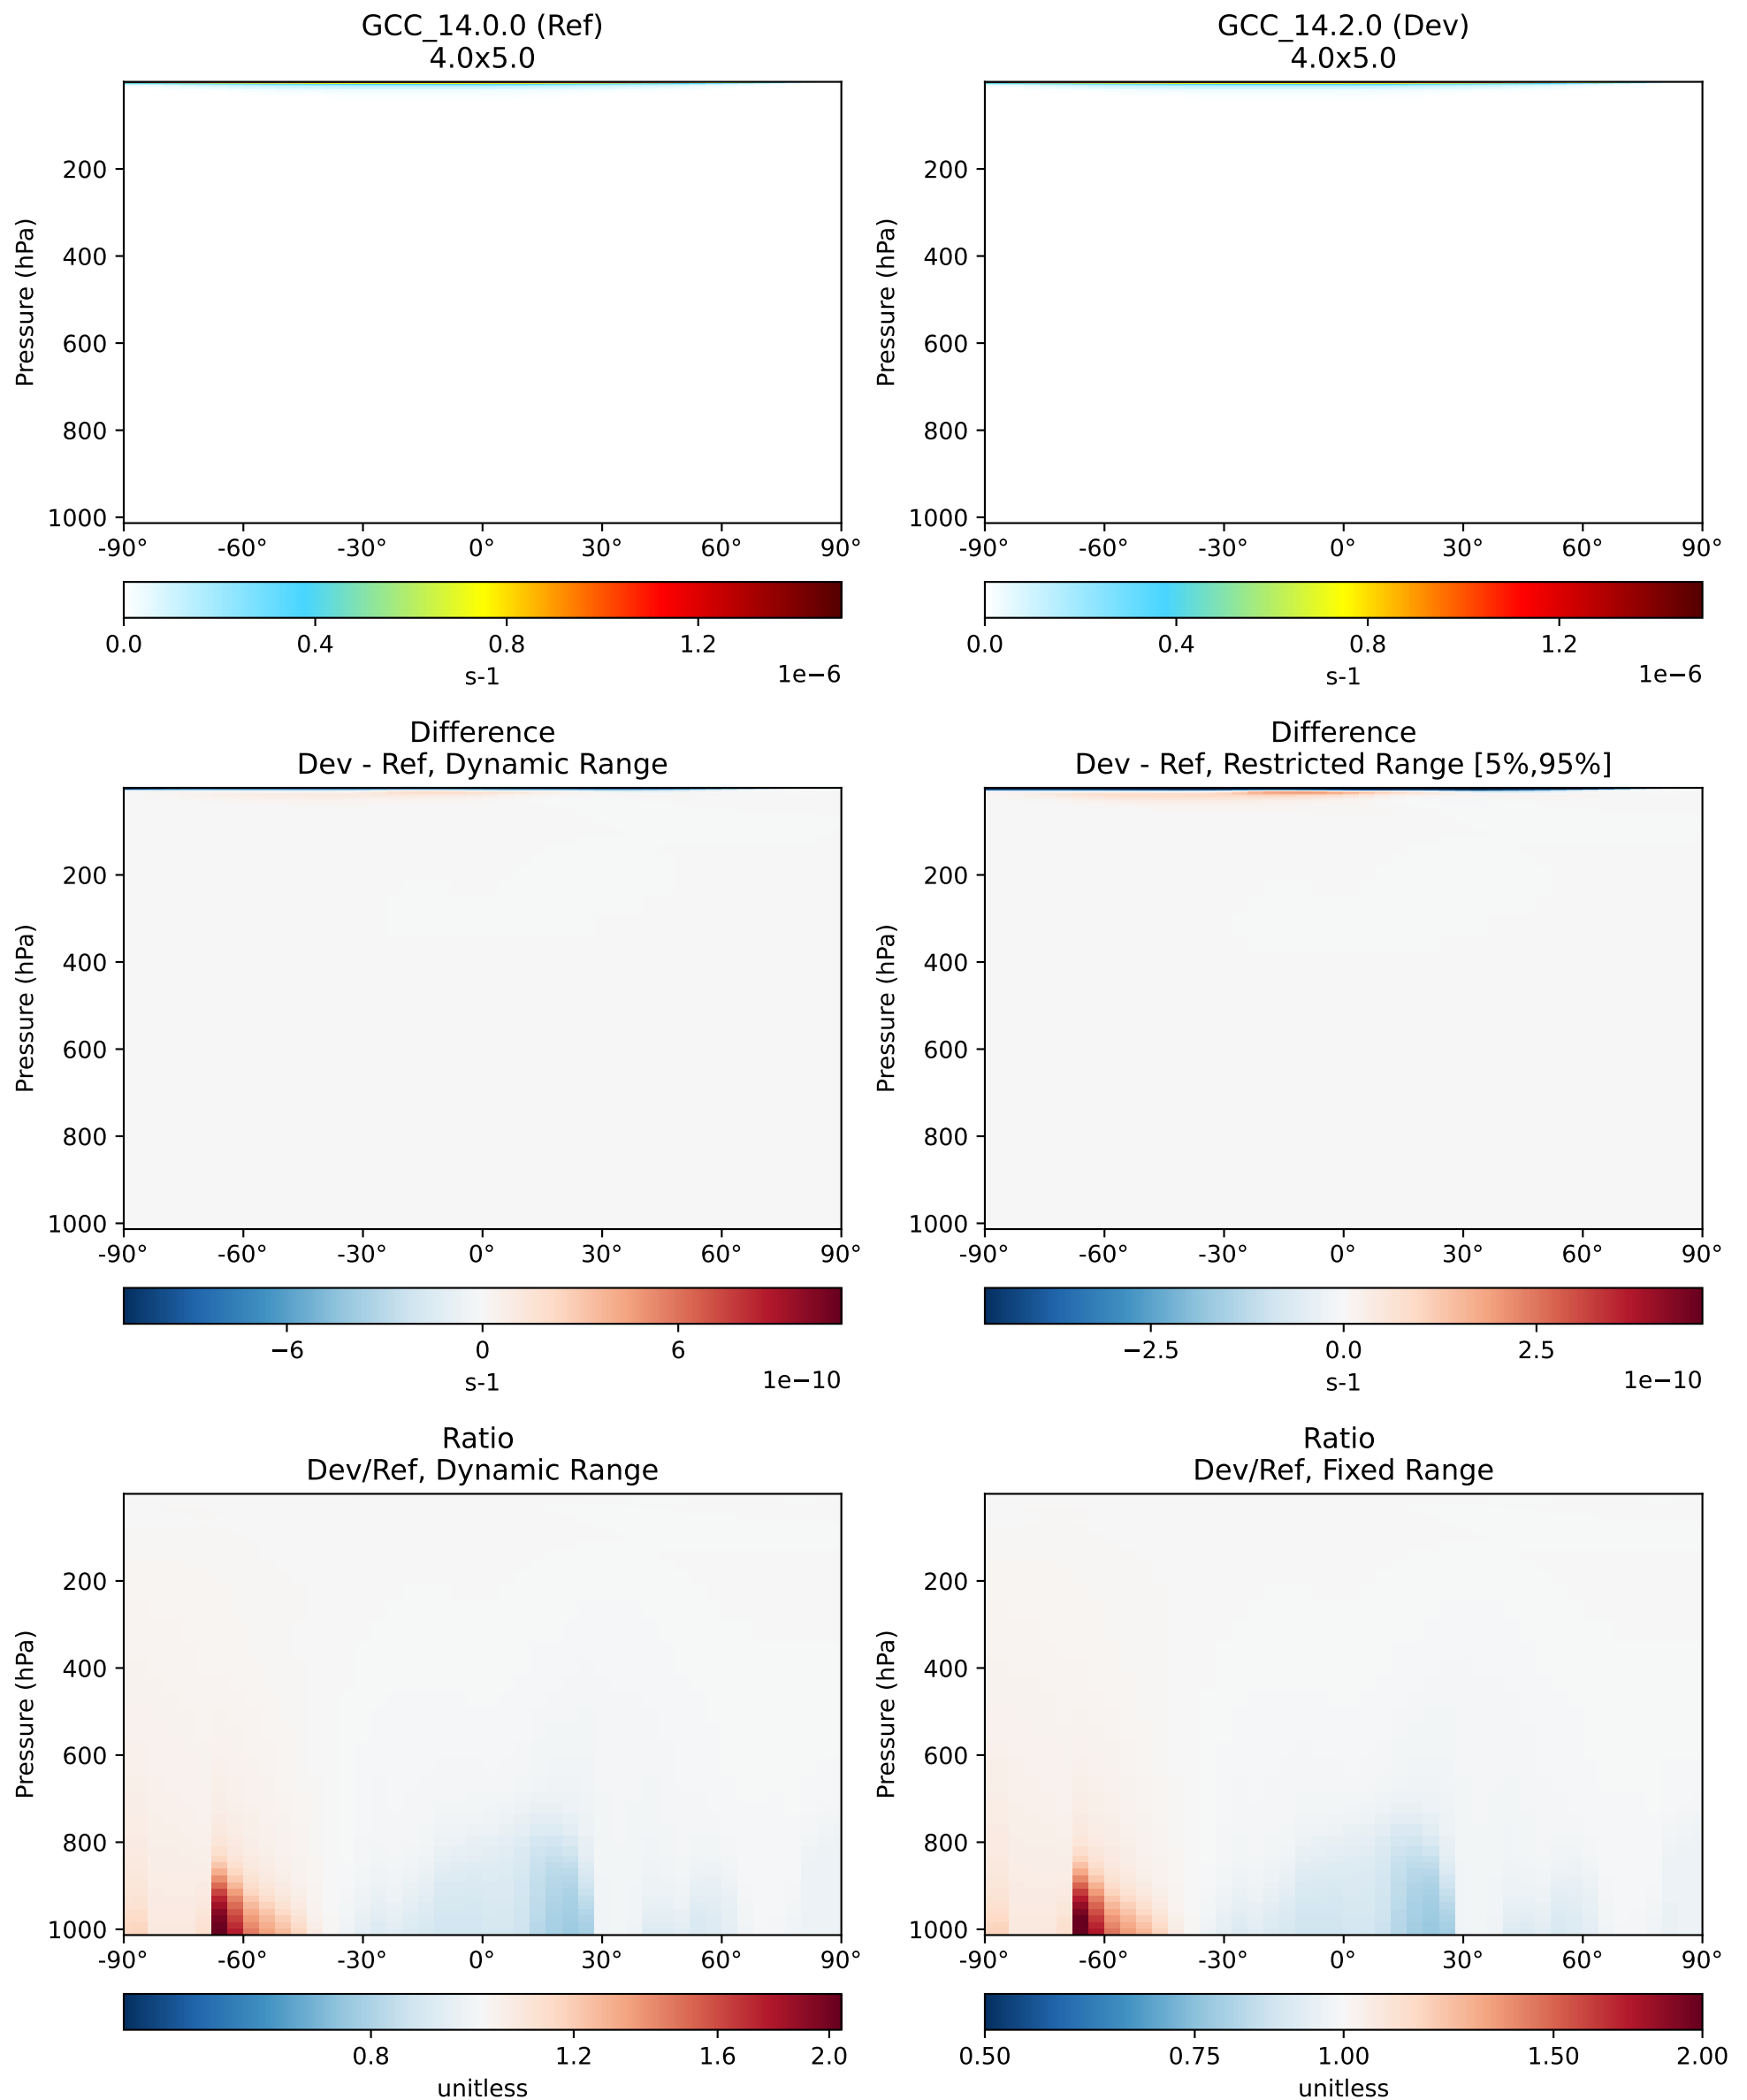 GCC_14.0.0 (Ref)
4.0x5.0
GCC_14.2.0 (Dev)
4.0x5.0
Pressure (hPa)
200
400
600
800
1000
-90° -60° -30° 0° 30° 60° 90°
0.0 0.4 0.8 1.2
s-1
1e−6
Pressure (hPa)
200
400
600
800
1000
-90° -60° -30° 0° 30° 60° 90°
0.0 0.4 0.8 1.2
s-1
1e−6
Difference
Dev - Ref, Dynamic Range
Pressure (hPa)
200
400
600
800
1000
-90° -60° -30° 0° 30° 60° 90°
−6 0 6
s-1
1e−10
Difference
Dev - Ref, Restricted Range [5%,95%]
Pressure (hPa)
200
400
600
800
1000
-90° -60° -30° 0° 30° 60° 90°
−2.5 0.0 2.5
s-1
1e−10
Ratio
Dev/Ref, Dynamic Range
Pressure (hPa)
200
400
600
800
1000
-90° -60° -30° 0° 30° 60° 90°
0.8 1.2 1.6 2.0
unitless
Ratio
Dev/Ref, Fixed Range
Pressure (hPa)
200
400
600
800
1000
-90° -60° -30° 0° 30° 60° 90°
0.50 0.75 1.00 1.50 2.00
unitless